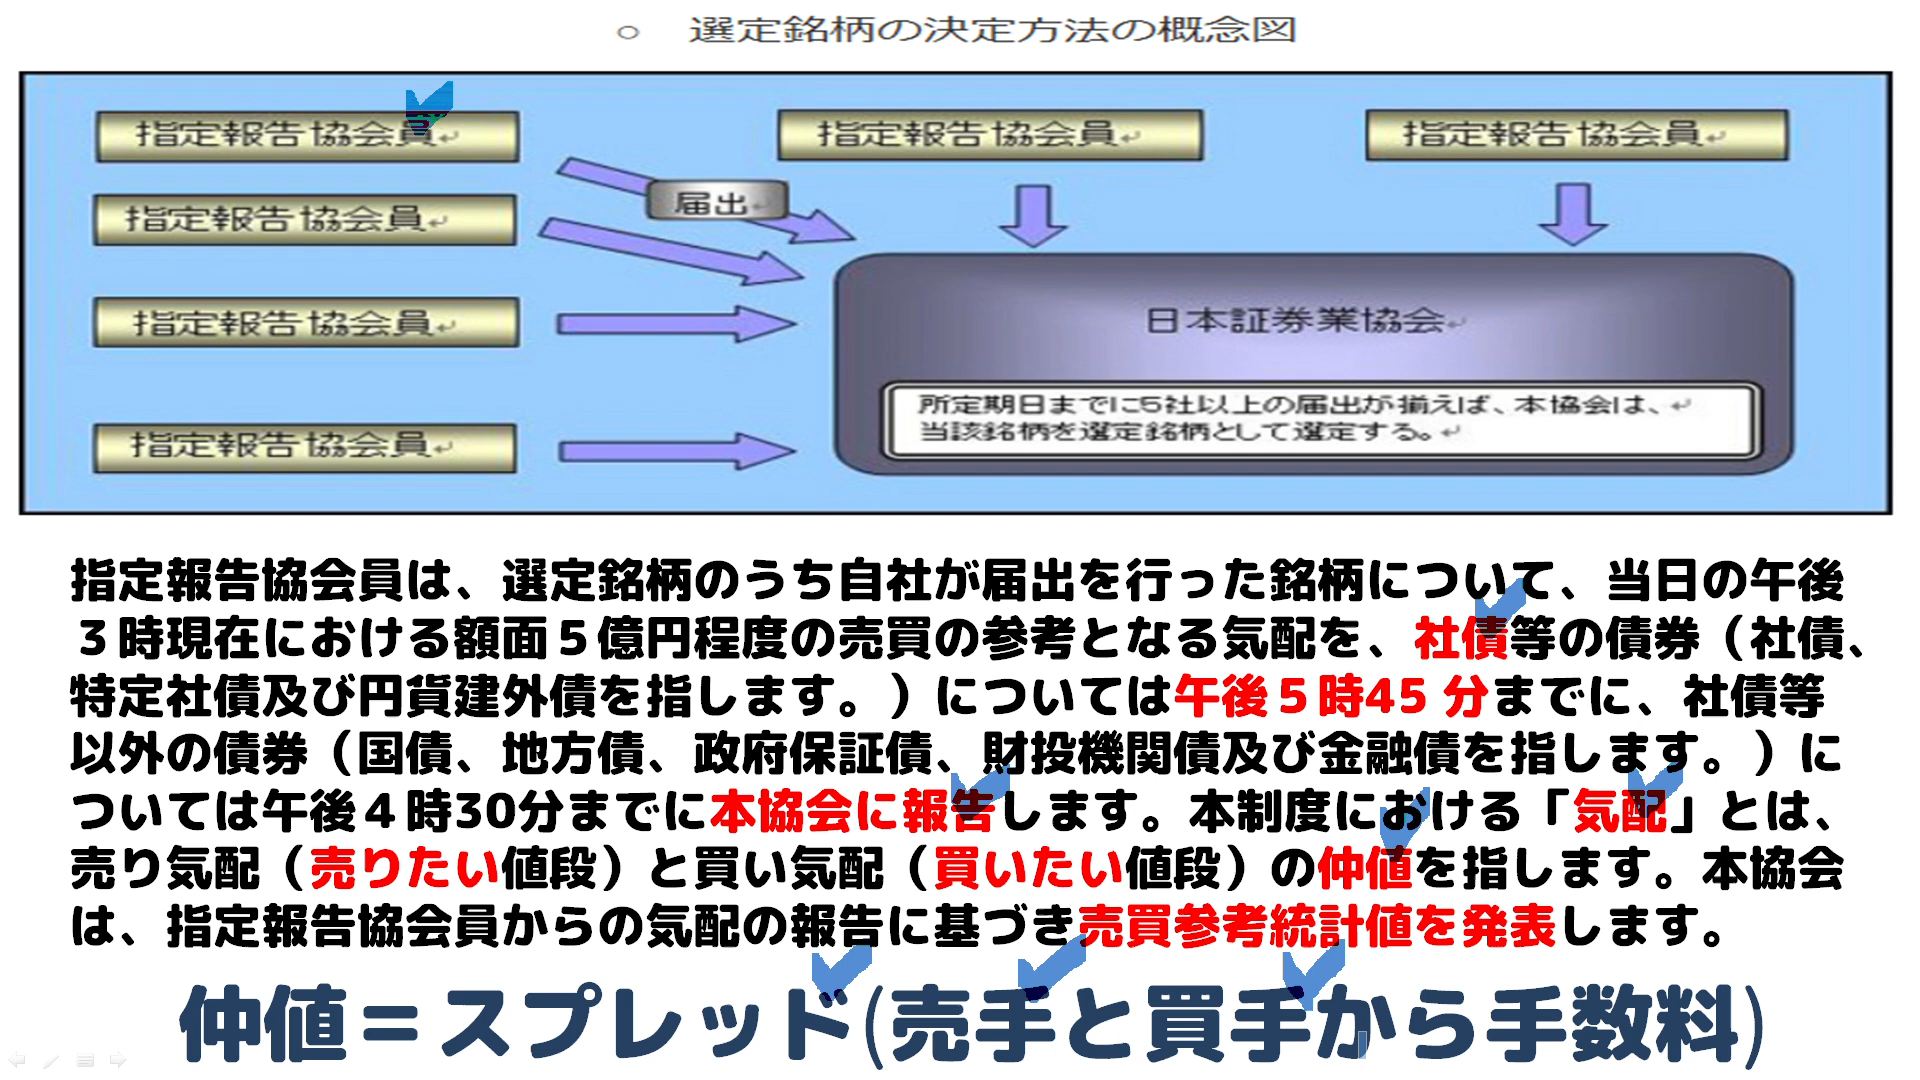 ○ 選定銘柄の決定方法の概念図
指定報告協会員
指定報告協会員
指定報告協会員
届出
指定報告協会員
指定報告協会員
指定報告協会員
日本証券業協会
所定期日までに5社以上の届出が揃えば、本協会は、
当該銘柄を選定銘柄として選定する。
指定報告協会員は、選定銘柄のうち自社が届出を行った銘柄について、当日の午後
３時現在における額面５億円程度の売買の参考となる気配を、社債等の債券（社債、
特定社債及び円貨建外債を指します。）については午後５時45 分までに、社債等
以外の債券（国債、地方債、政府保証債、財投機関債及び金融債を指します。）に
ついては午後４時30分までに本協会に報告します。本制度における「気配」とは、
売り気配（売りたい値段）と買い気配（買いたい値段）の仲値を指します。本協会
は、指定報告協会員からの気配の報告に基づき売買参考統計値を発表します。
仲値＝スプレッド(売手と買手から手数料)